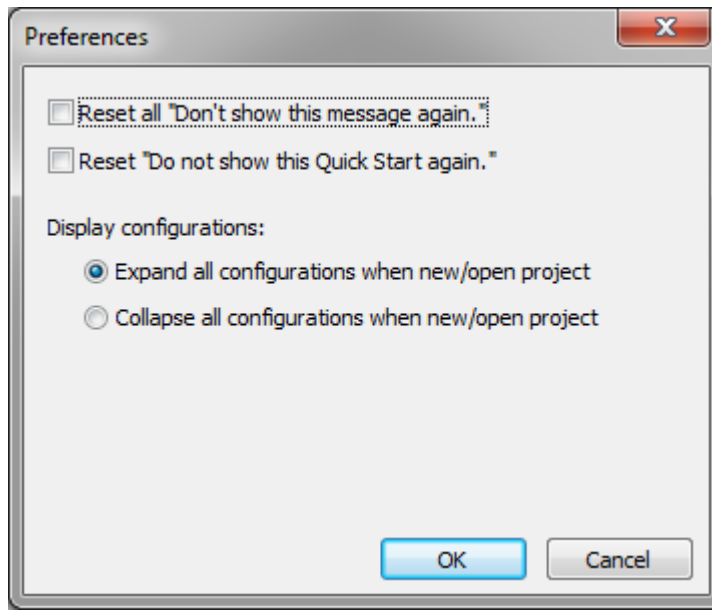 Preferences
Reset all "Don't show this message again."
Reset "Do not show this Quick Start again."
Display configurations:
Expand all configurations when new/open project
Collapse all configurations when new/open project
OK
Cancel